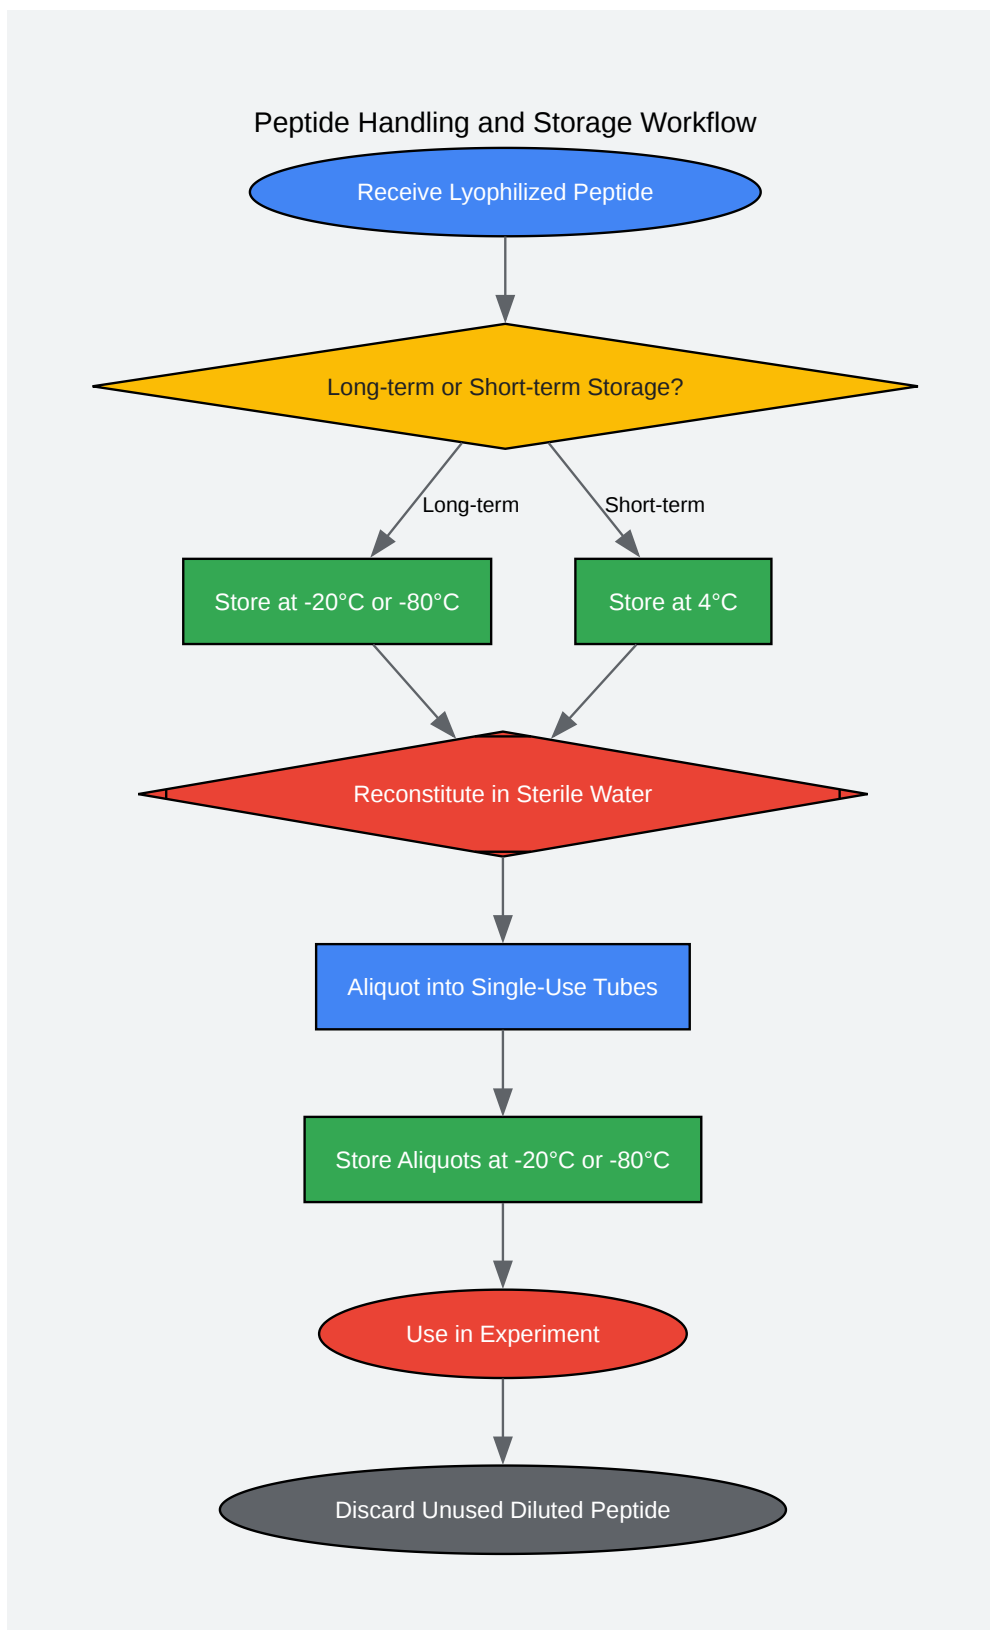 Peptide Handling and Storage Workflow
Receive Lyophilized Peptide
Long-term or Short-term Storage?
Long-term
Short-term
Store at -20°C or -80°C
Store at 4°C
Reconstitute in Sterile Water
Aliquot into Single-Use Tubes
Store Aliquots at -20°C or -80°C
Use in Experiment
Discard Unused Diluted Peptide